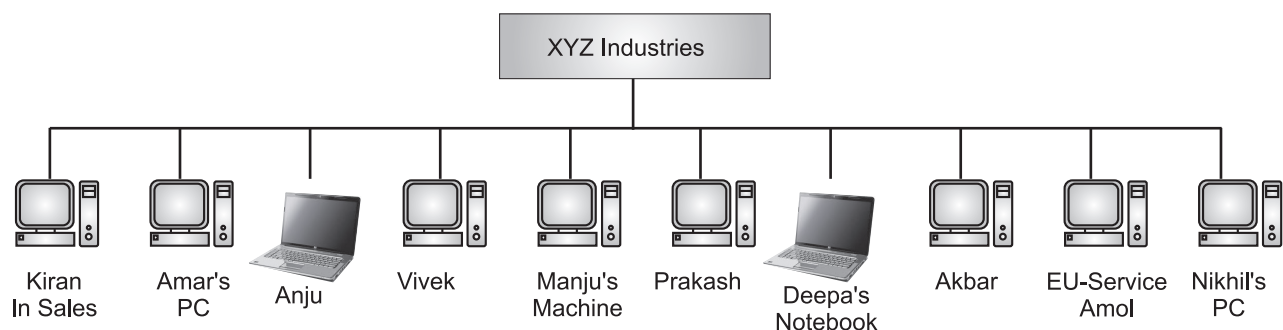 XYZ Industries
Kiran
In Sales
Amar's
PC
Anju
Vivek
Manju's
Machine
Prakash
Deepa's
Notebook
Akbar
EU-Service
Amol
Nikhil's
PC